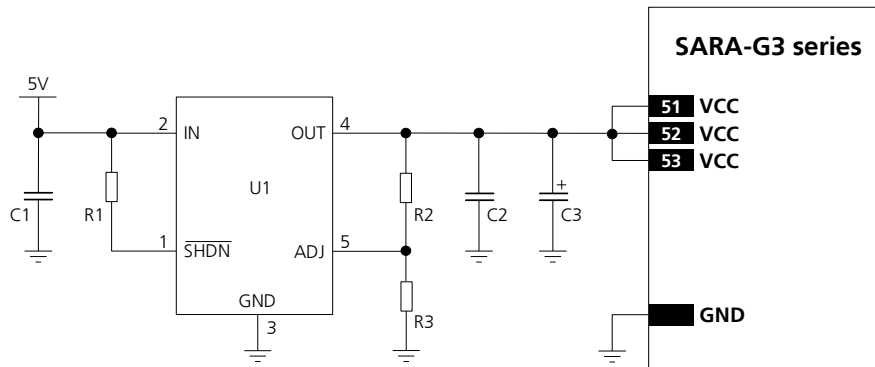 SARA-G3 series
5V
51 VCC
2 IN OUT 4
52 VCC
53 VCC
U1
C1 R1 R2 C2 C3
+
1 SHDN ADJ 5
GND
3
R3
GND